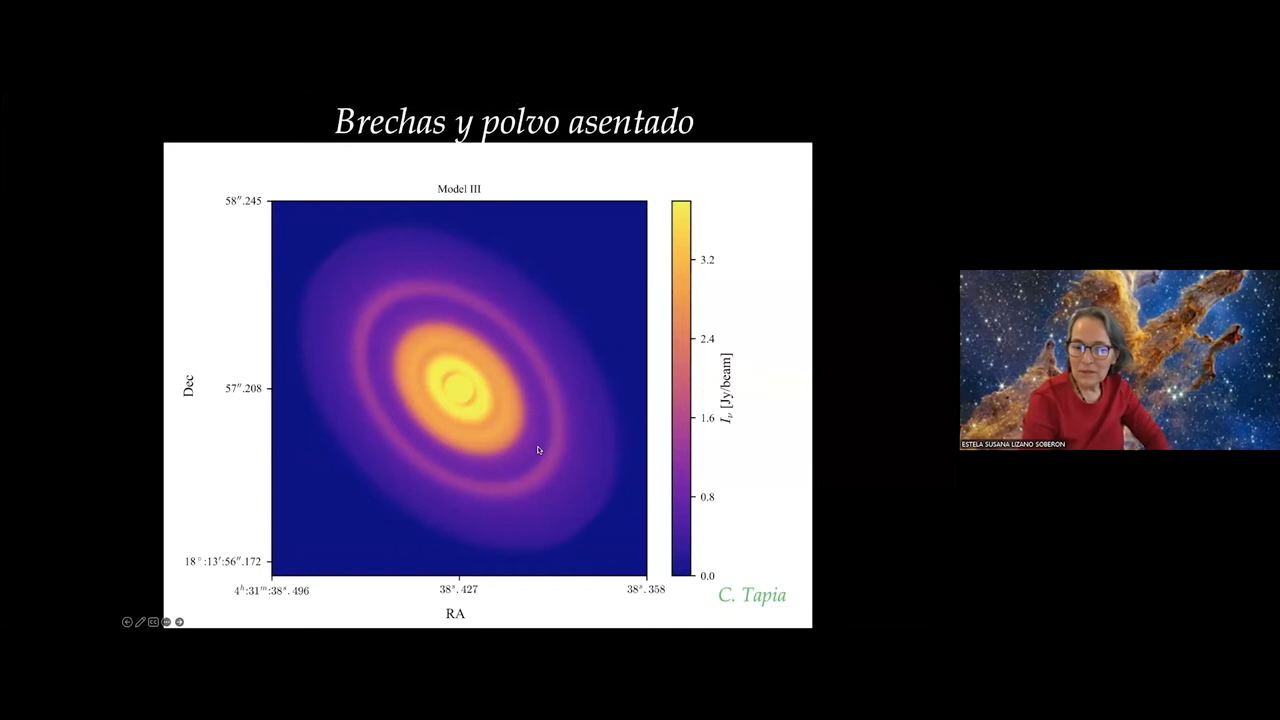 Brechas y polvo asentado
Model III
58".245
57".208
18°:13':56".172
Dec
4ʰ:31ᵐ:38ˢ.496
38ˢ.427
38ˢ.358
RA
3.2
2.4
1.6
0.8
0.0
Iν [Jy/beam]
C. Tapia
ESTELA SUSANA LIZANO SOBERON